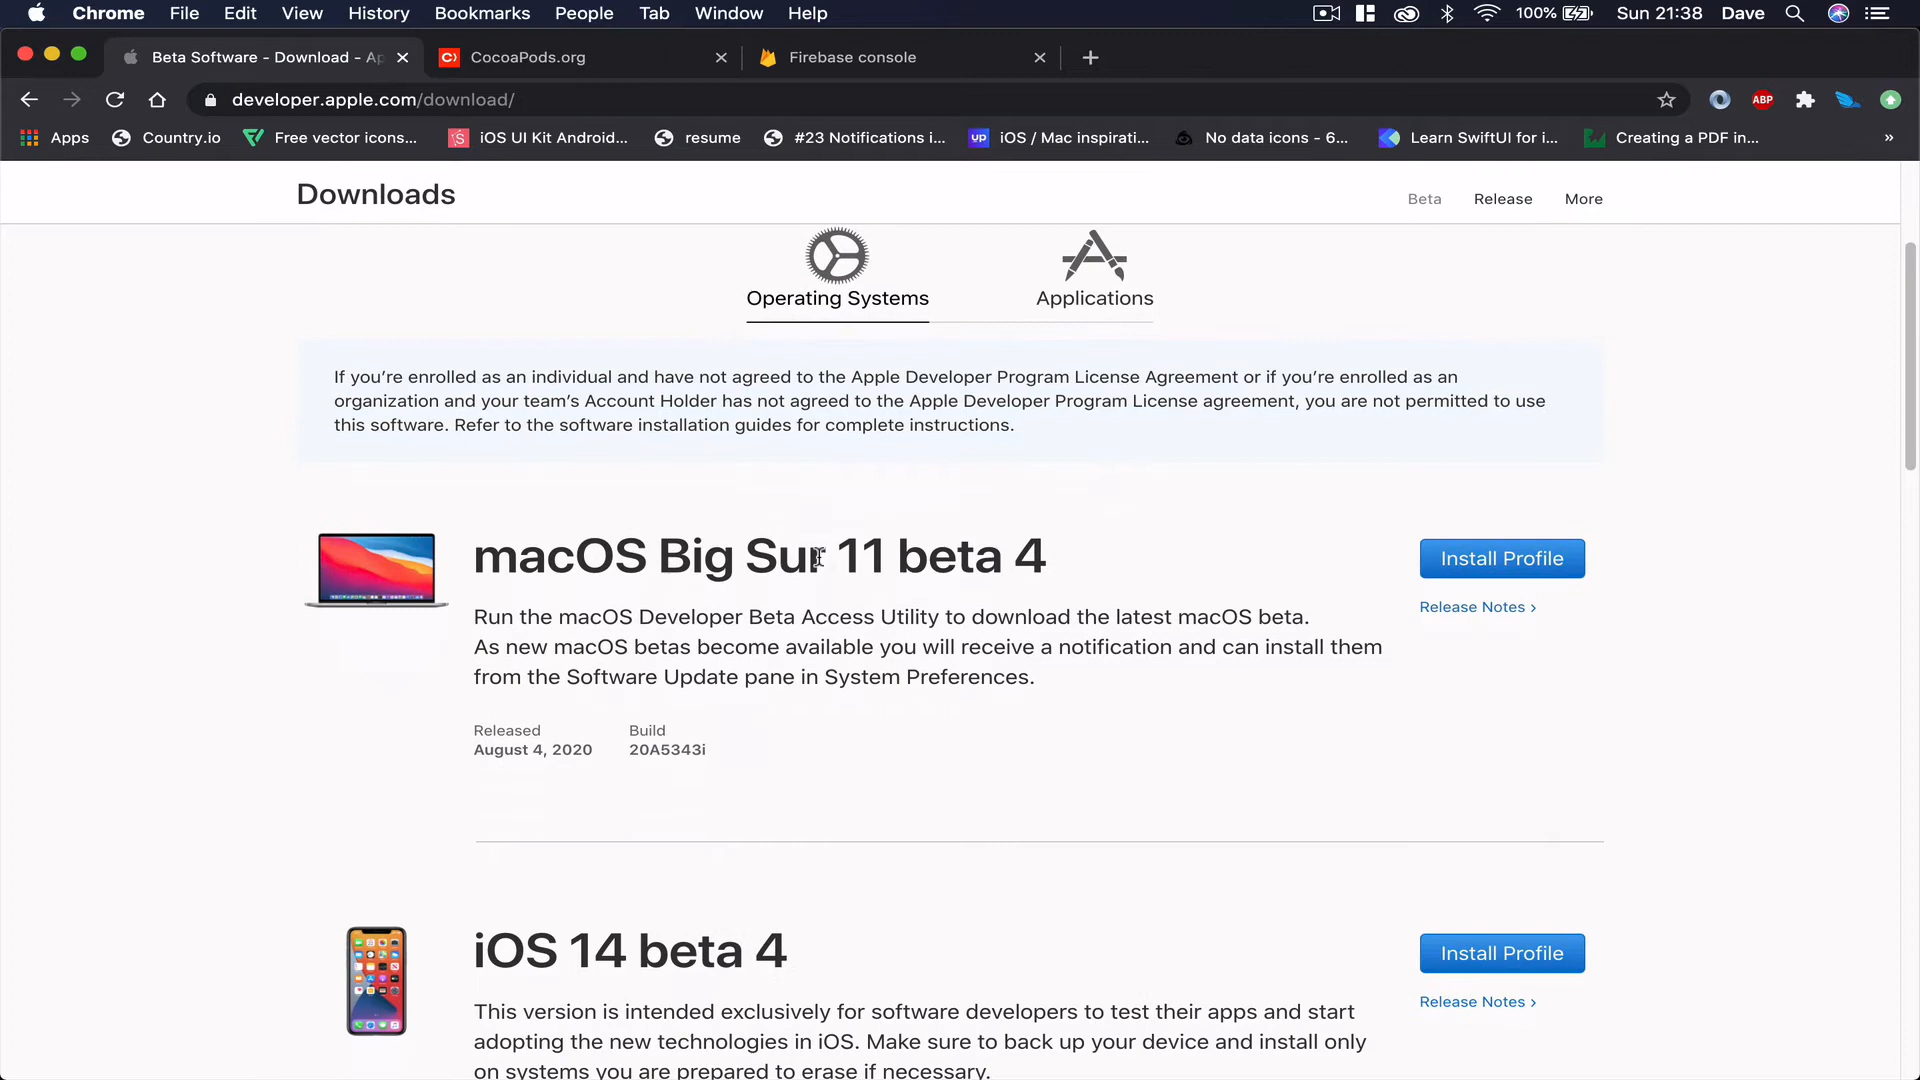 Chrome File Edit View History Bookmarks People Tab Window Help 100% Sun 21:38 Dave
Beta Software - Download - Ap CocoaPods.org Firebase console
developer.apple.com/download/ ABP
Apps Country.io Free vector icons... iOS UI Kit Android... resume #23 Notifications i... up iOS / Mac inspirati... No data icons - 6... Learn SwiftUI for i... Creating a PDF in... »
Downloads Beta Release More
Operating Systems Applications
If you’re enrolled as an individual and have not agreed to the Apple Developer Program License Agreement or if you’re enrolled as an
organization and your team’s Account Holder has not agreed to the Apple Developer Program License agreement, you are not permitted to use
this software. Refer to the software installation guides for complete instructions.
macOS Big Sur 11 beta 4 Install Profile
Release Notes ›
Run the macOS Developer Beta Access Utility to download the latest macOS beta.
As new macOS betas become available you will receive a notification and can install them
from the Software Update pane in System Preferences.
Released Build
August 4, 2020 20A5343i
iOS 14 beta 4 Install Profile
Release Notes ›
This version is intended exclusively for software developers to test their apps and start
adopting the new technologies in iOS. Make sure to back up your device and install only
on systems you are prepared to erase if necessary.